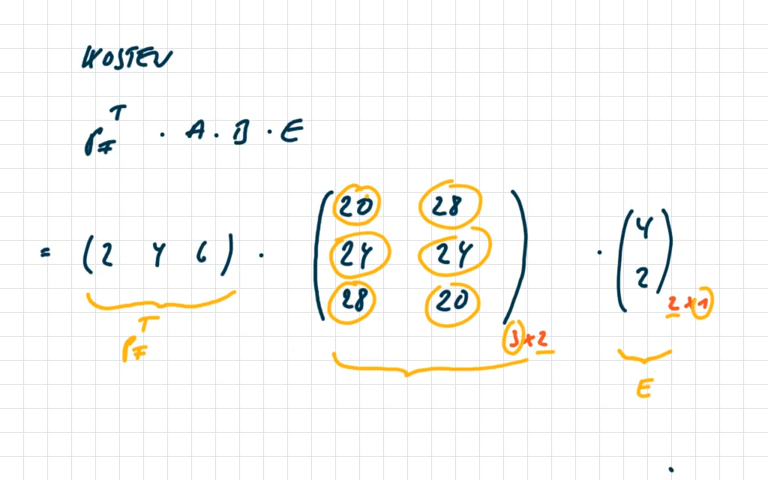 KOSTEN
P_F^T · A · B · E
= (2 4 6) · (20 28 · (4
24 24
28 20) 2)
3×2 2×1
P_F^T E